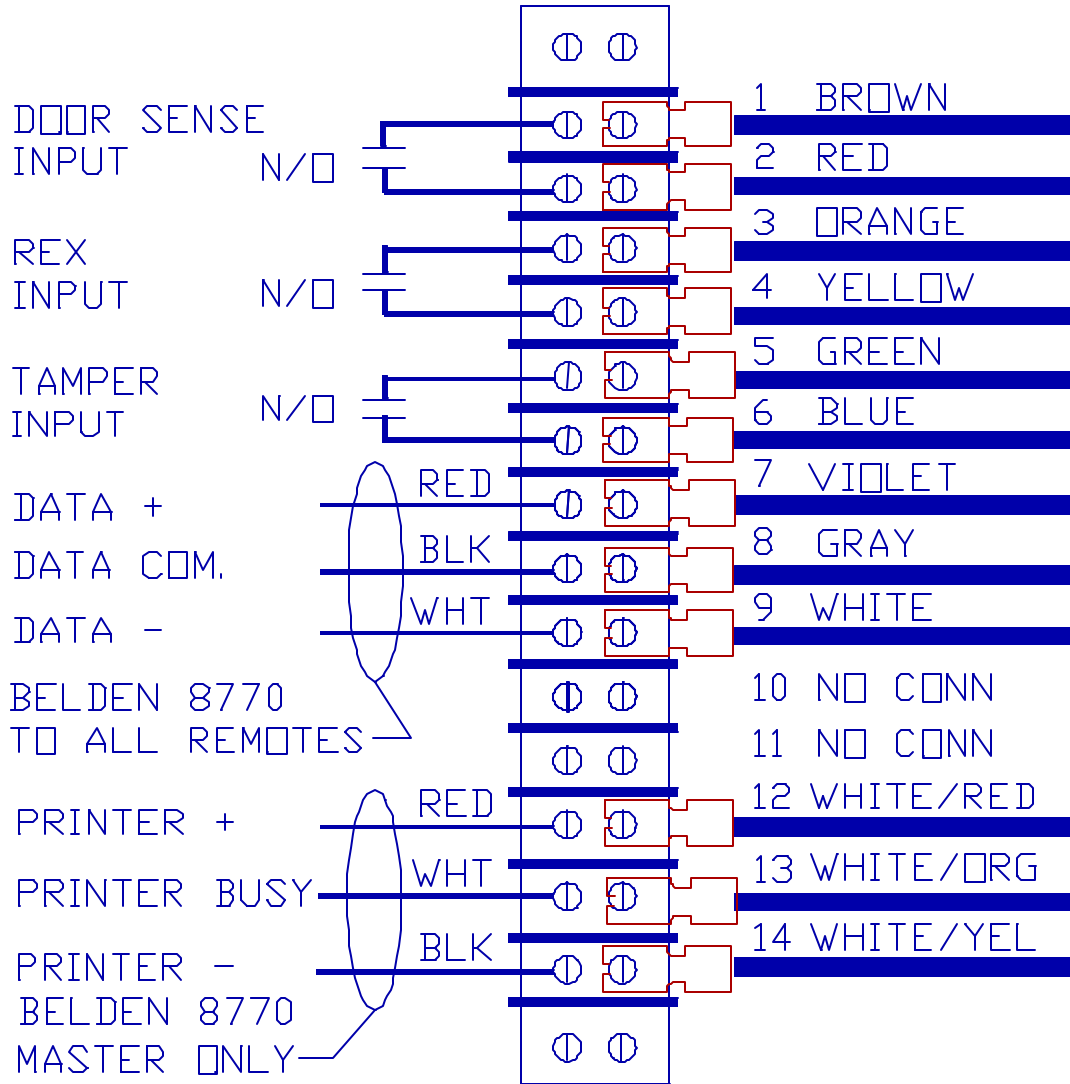 DOOR SENSE
INPUT
N/O
REX
INPUT
N/O
TAMPER
INPUT
N/O
DATA +
RED
DATA COM.
BLK
DATA -
WHT
BELDEN 8770
TO ALL REMOTES
PRINTER +
RED
PRINTER BUSY
WHT
PRINTER -
BLK
BELDEN 8770
MASTER ONLY
1 BROWN
2 RED
3 ORANGE
4 YELLOW
5 GREEN
6 BLUE
7 VIOLET
8 GRAY
9 WHITE
10 NO CONN
11 NO CONN
12 WHITE/RED
13 WHITE/ORG
14 WHITE/YEL